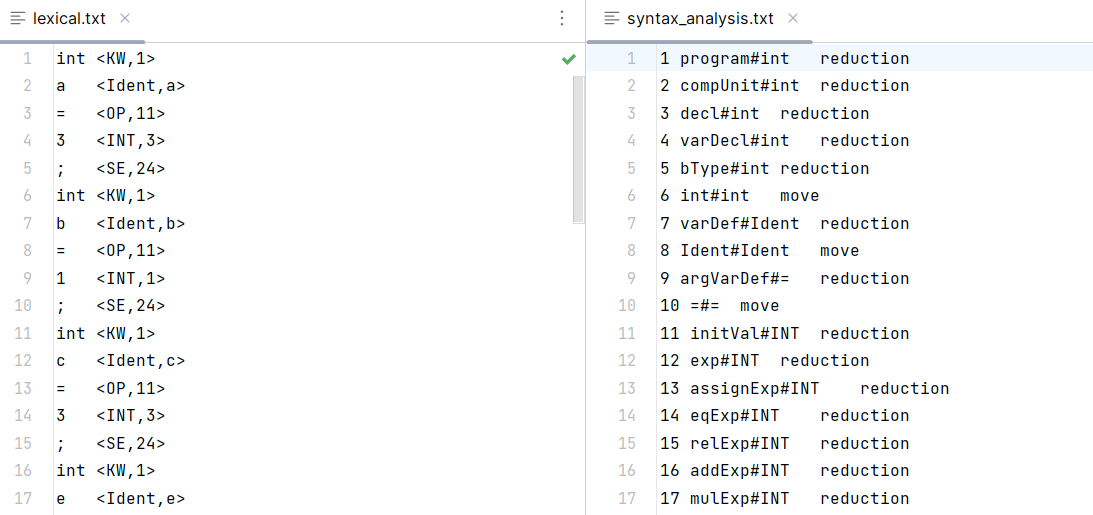 lexical.txt
1 int <KW,1>
2 a <Ident,a>
3 = <OP,11>
4 3 <INT,3>
5 ; <SE,24>
6 int <KW,1>
7 b <Ident,b>
8 = <OP,11>
9 1 <INT,1>
10 ; <SE,24>
11 int <KW,1>
12 c <Ident,c>
13 = <OP,11>
14 3 <INT,3>
15 ; <SE,24>
16 int <KW,1>
17 e <Ident,e>
syntax_analysis.txt
1 1 program#int reduction
2 2 compUnit#int reduction
3 3 decl#int reduction
4 4 varDecl#int reduction
5 5 bType#int reduction
6 6 int#int move
7 7 varDef#Ident reduction
8 8 Ident#Ident move
9 9 argVarDef#= reduction
10 10 =#= move
11 11 initVal#INT reduction
12 12 exp#INT reduction
13 13 assignExp#INT reduction
14 14 eqExp#INT reduction
15 15 relExp#INT reduction
16 16 addExp#INT reduction
17 17 mulExp#INT reduction